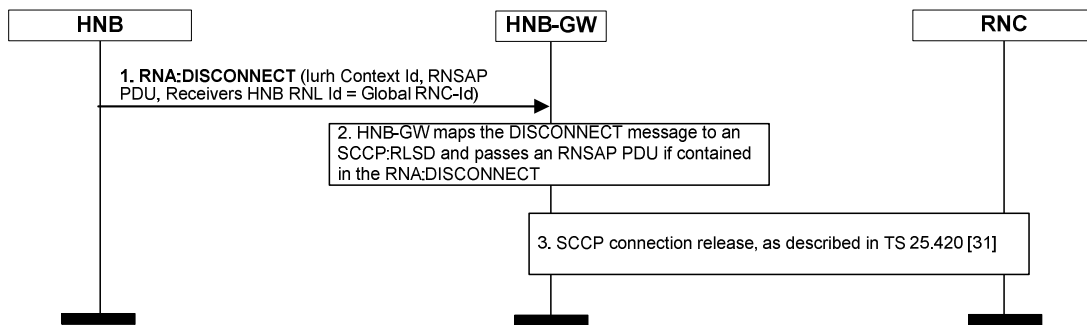 HNB
HNB-GW
RNC
1. RNA:DISCONNECT (Iurh Context Id, RNSAP
PDU, Receivers HNB RNL Id = Global RNC-Id)
2. HNB-GW maps the DISCONNECT message to an
SCCP:RLSD and passes an RNSAP PDU if contained
in the RNA:DISCONNECT
3. SCCP connection release, as described in TS 25.420 [31]